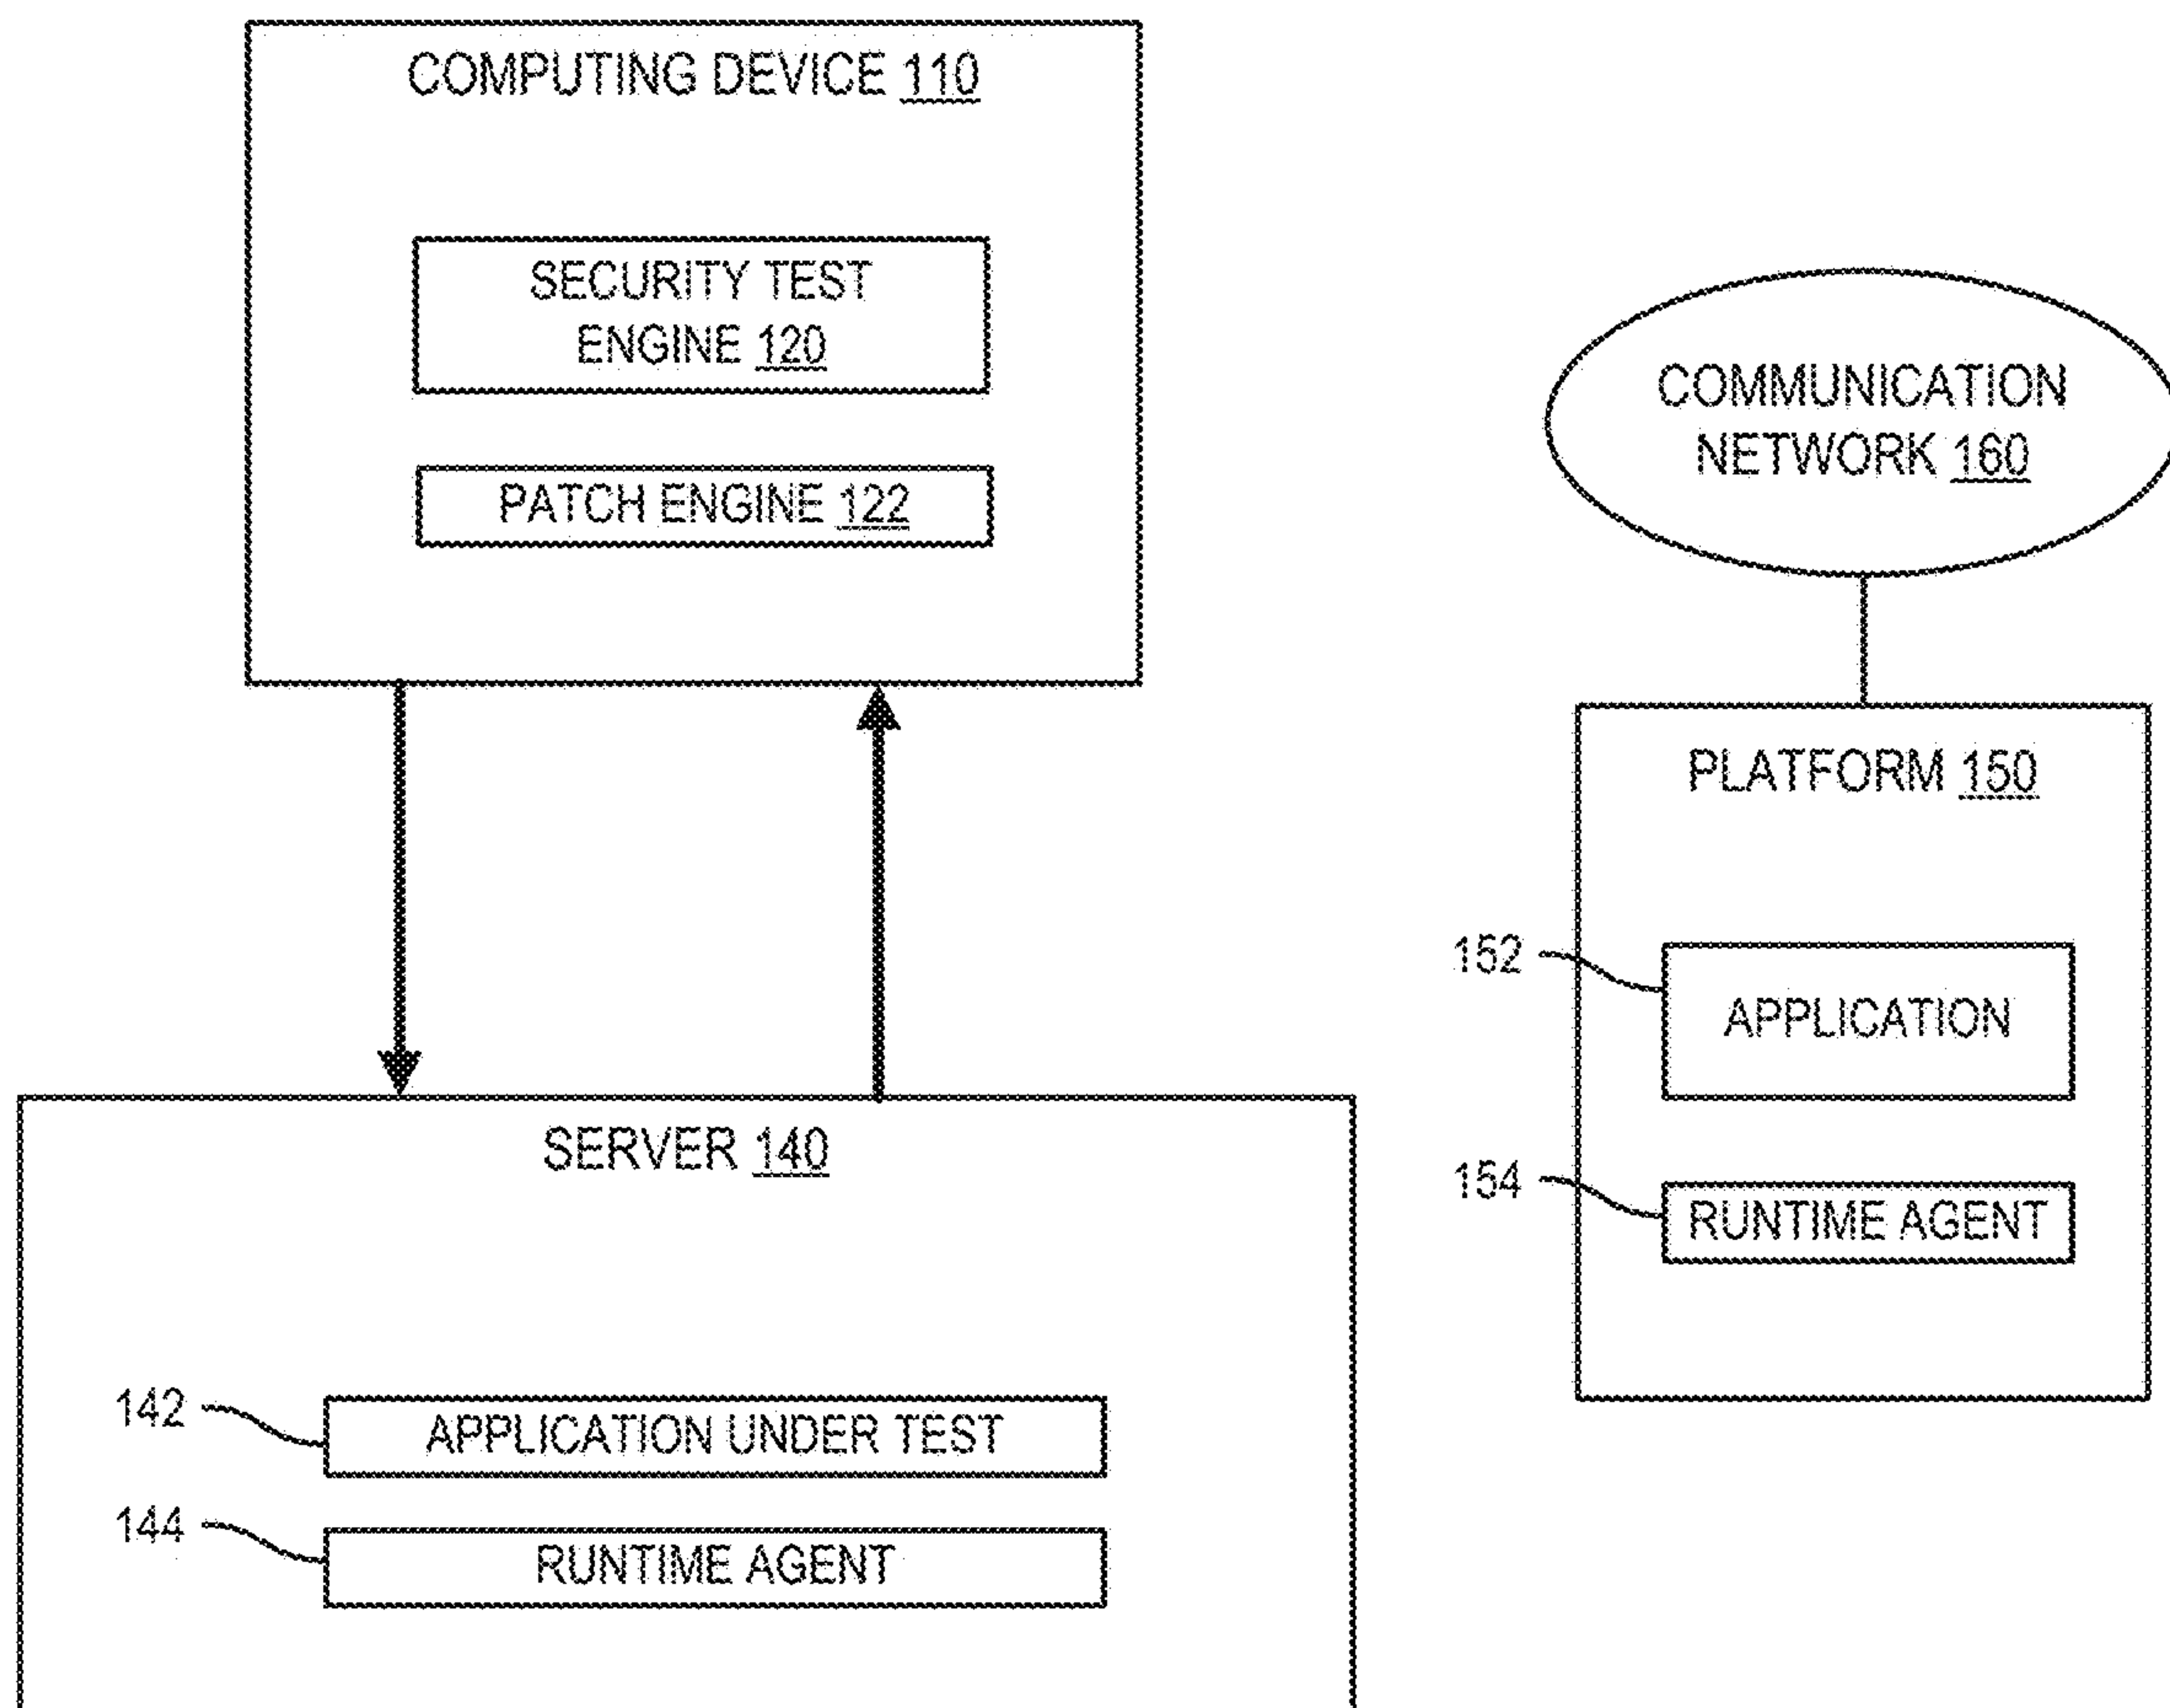 COMPUTING DEVICE 110
SECURITY TEST
ENGINE 120
PATCH ENGINE 122
COMMUNICATION
NETWORK 160
PLATFORM 150
152
APPLICATION
154
RUNTIME AGENT
SERVER 140
142
APPLICATION UNDER TEST
144
RUNTIME AGENT